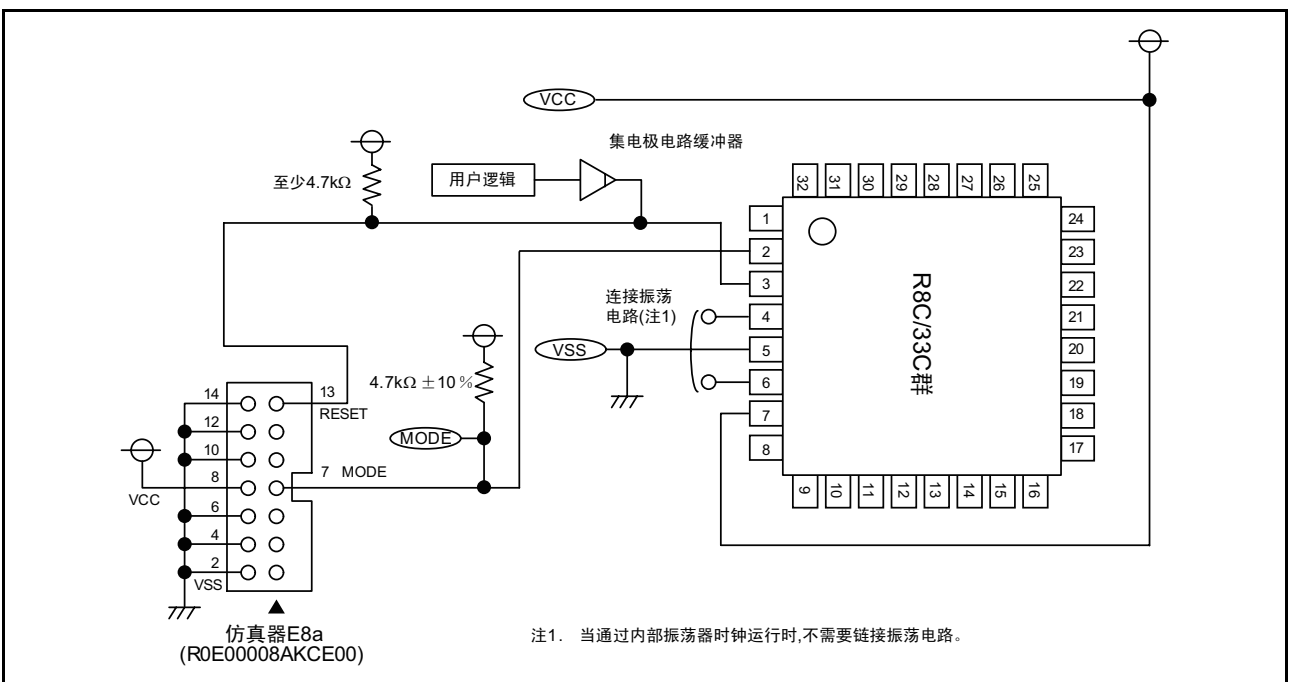 VCC
集电极电路缓冲器
至少4.7kΩ
用户逻辑
32 31 30 29 28 27 26 25
1
2
3
4
5
6
7
8
24
23
22
21
20
19
18
17
9 10 11 12 13 14 15 16
R8C/33C群
连接振荡
电路(注1)
VSS
4.7kΩ ±10%
MODE
14
13
RESET
12
10
8
7 MODE
VCC
6
4
2
VSS
仿真器E8a
(R0E00008AKCE00)
注1. 当通过内部振荡器时钟运行时,不需要链接振荡电路。